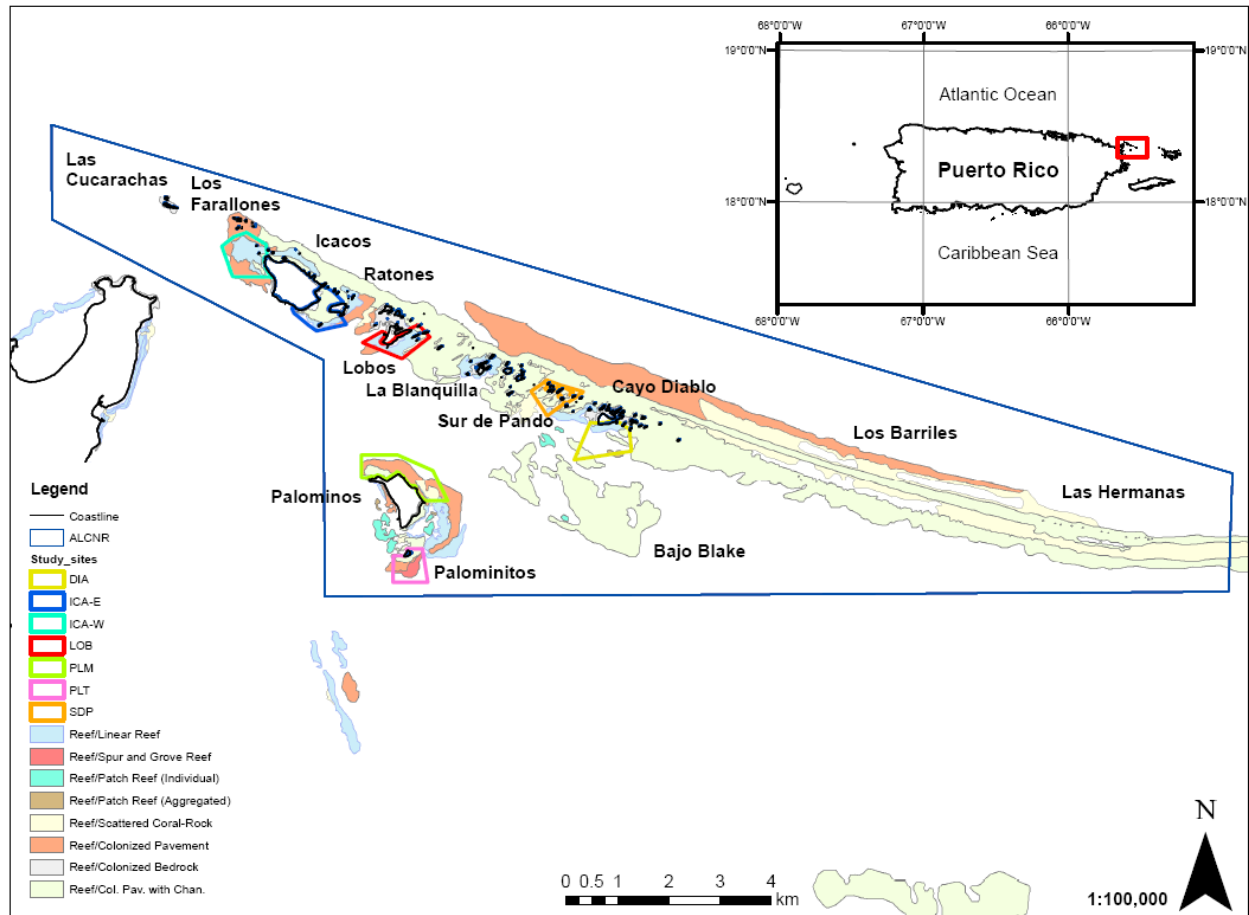 68°0'0"W
67°0'0"W
66°0'0"W
19°0'0"N
19°0'0"N
Atlantic Ocean
Puerto Rico
18°0'0"N
18°0'0"N
Caribbean Sea
68°0'0"W
67°0'0"W
66°0'0"W
Las
Cucarachas
Los
Farallones
Icacos
Ratones
Lobos
La Blanquilla
Cayo Diablo
Sur de Pando
Los Barriles
Las Hermanas
Palominos
Bajo Blake
Palominitos
Legend
Coastline
ALCNR
Study_sites
DIA
ICA-E
ICA-W
LOB
PLM
PLT
SDP
Reef/Linear Reef
Reef/Spur and Grove Reef
Reef/Patch Reef (Individual)
Reef/Patch Reef (Aggregated)
Reef/Scattered Coral-Rock
Reef/Colonized Pavement
Reef/Colonized Bedrock
Reef/Col. Pav. with Chan.
0 0.5 1 2 3 4
km
1:100,000
N